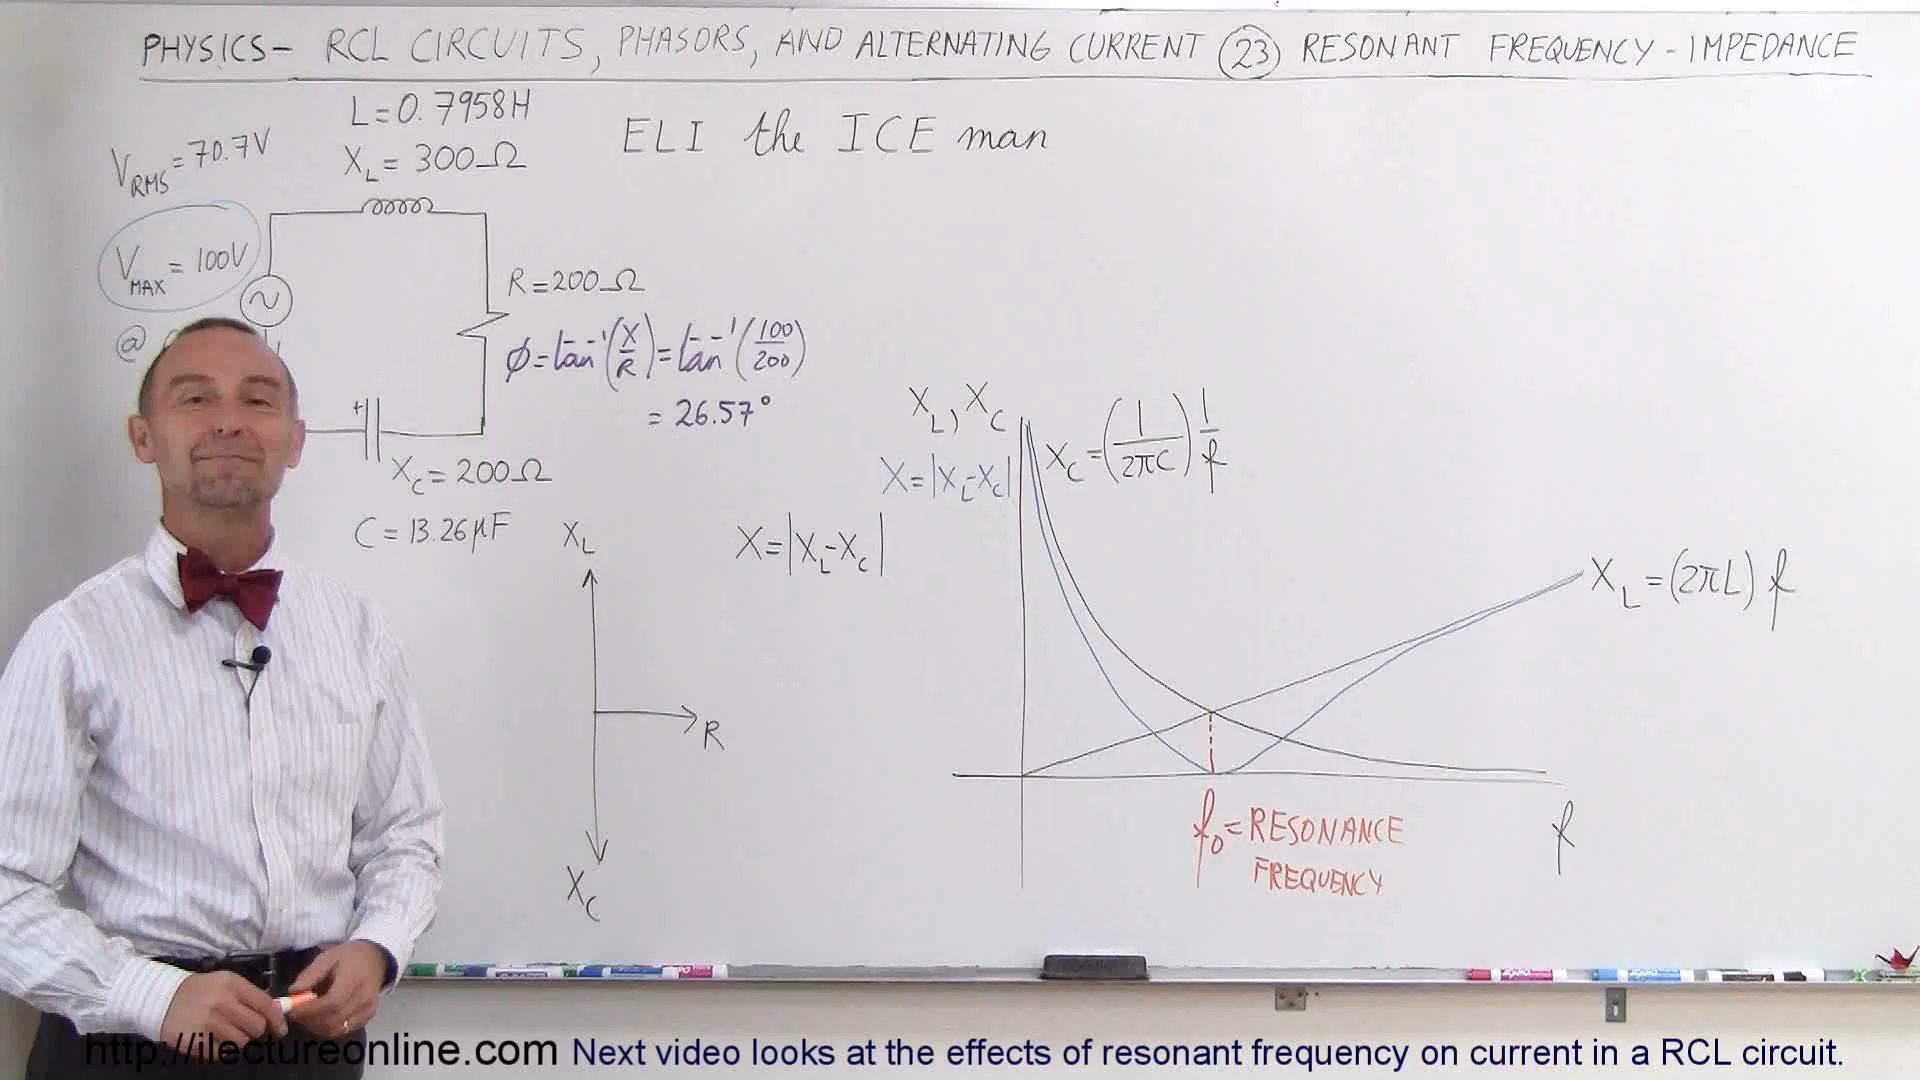 PHYSICS- RCL CIRCUITS, PHASORS, AND ALTERNATING CURRENT 23 RESONANT FREQUENCY - IMPEDANCE
L=0.7958H
ELI the ICE man
V_RMS = 70.7V
X_L = 300Ω
V_MAX = 100V
@
R=200Ω
φ=tan⁻¹(X/R)=tan⁻¹(100/200)
= 26.57°
X_C = 200Ω
C = 13.26μF
X_L
X=|X_L-X_C|
R
X_C
X_L, X_C
X=|X_L-X_C|
X_C=(1/2πC) 1/f
X_L =(2πL) f
f₀= RESONANCE
FREQUENCY
f
http://ilectureonline.com Next video looks at the effects of resonant frequency on current in a RCL circuit.